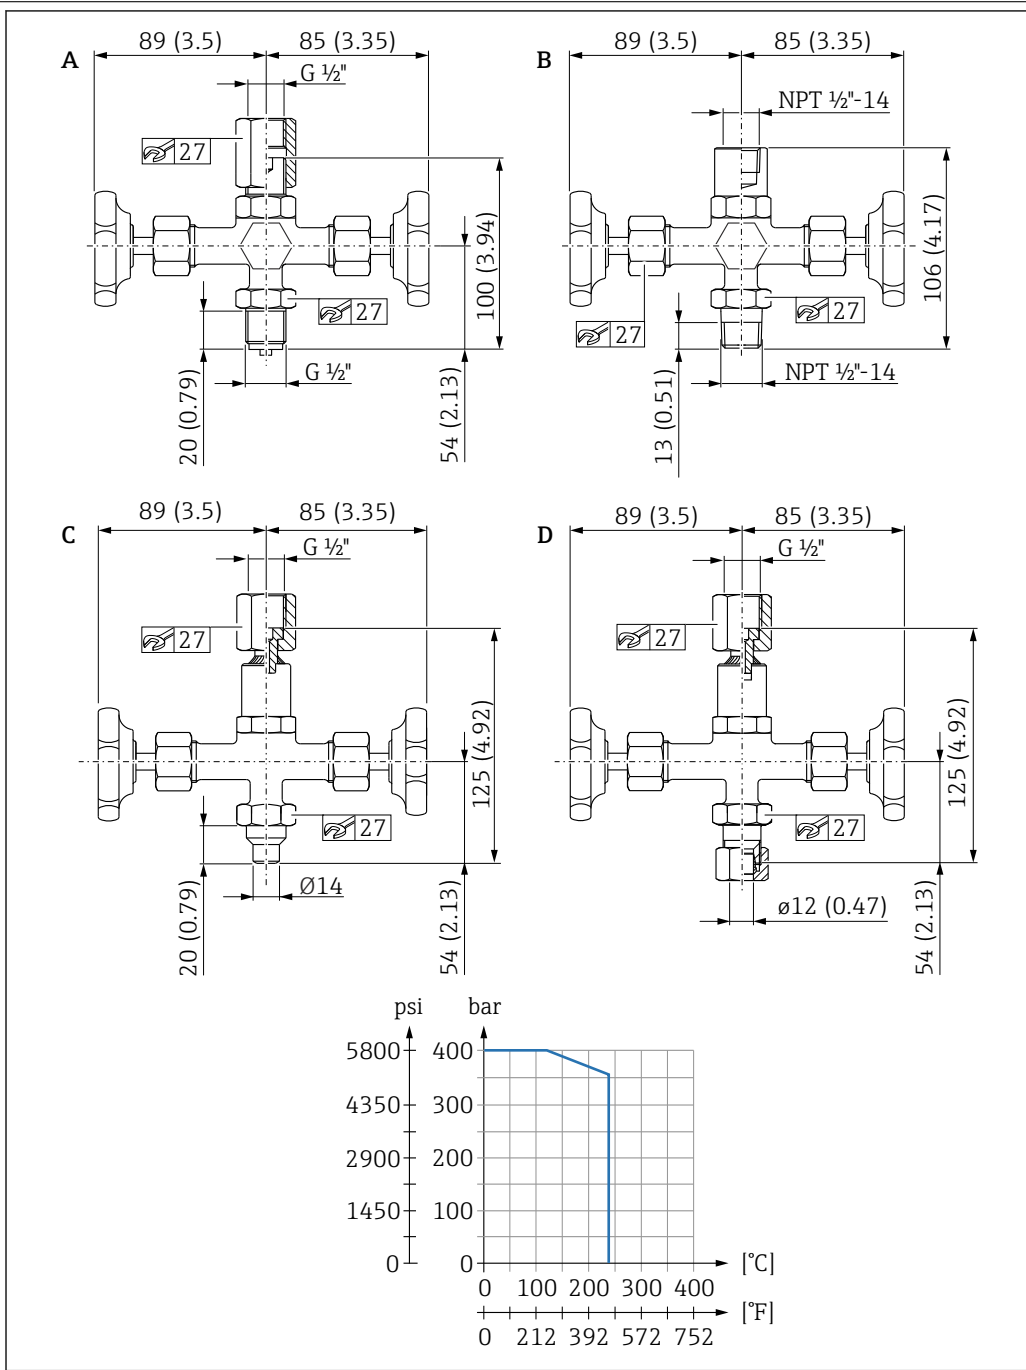 A
89 (3.5)
85 (3.35)
G ½"
27
100 (3.94)
27
20 (0.79)
G ½"
54 (2.13)
B
89 (3.5)
85 (3.35)
NPT ½"-14
106 (4.17)
27
27
13 (0.51)
NPT ½"-14
C
89 (3.5)
85 (3.35)
G ½"
27
125 (4.92)
27
20 (0.79)
Ø14
54 (2.13)
D
89 (3.5)
85 (3.35)
G ½"
27
125 (4.92)
27
ø12 (0.47)
54 (2.13)
psi bar
5800 400
4350 300
2900 200
1450 100
0 0
[°C]
0 100 200 300 400
[°F]
0 212 392 572 752